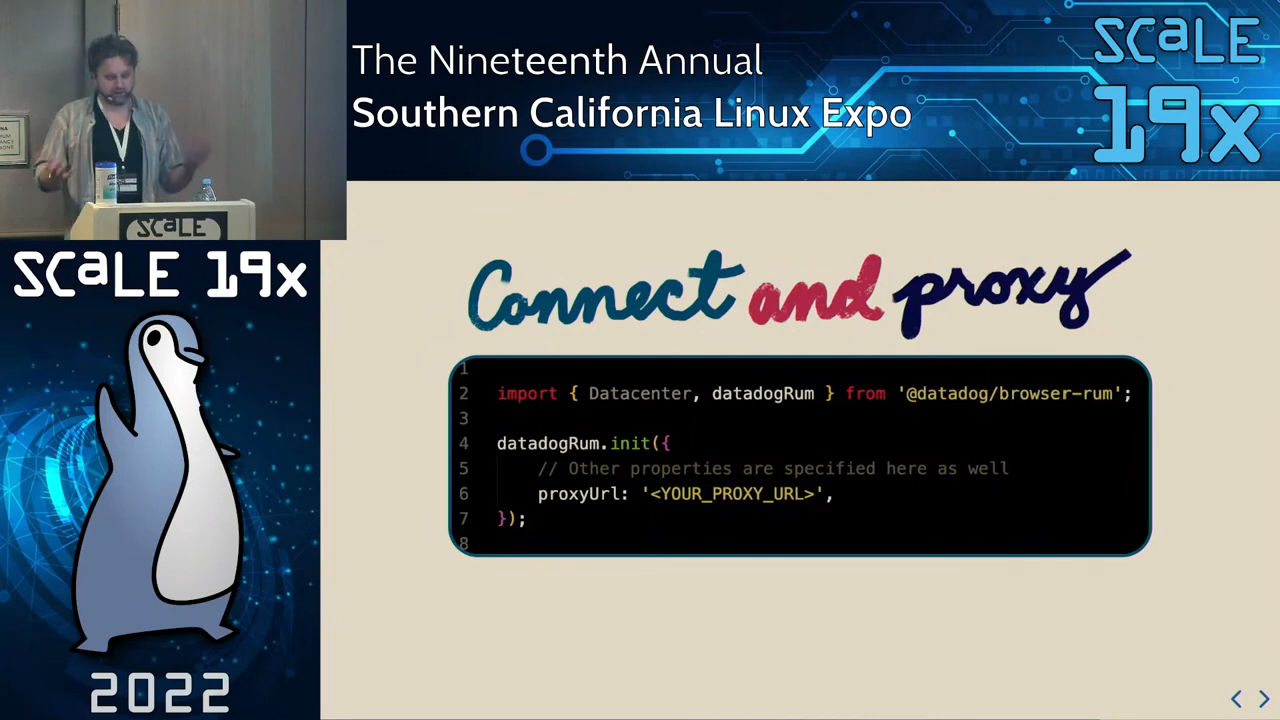 The Nineteenth Annual
Southern California Linux Expo
SCaLE
19x
SCaLE
SCaLE 19x
2022
Connect and proxy
1
2 import { Datacenter, datadogRum } from '@datadog/browser-rum';
3
4 datadogRum.init({
5 // Other properties are specified here as well
6 proxyUrl: '<YOUR_PROXY_URL>',
7 });
8